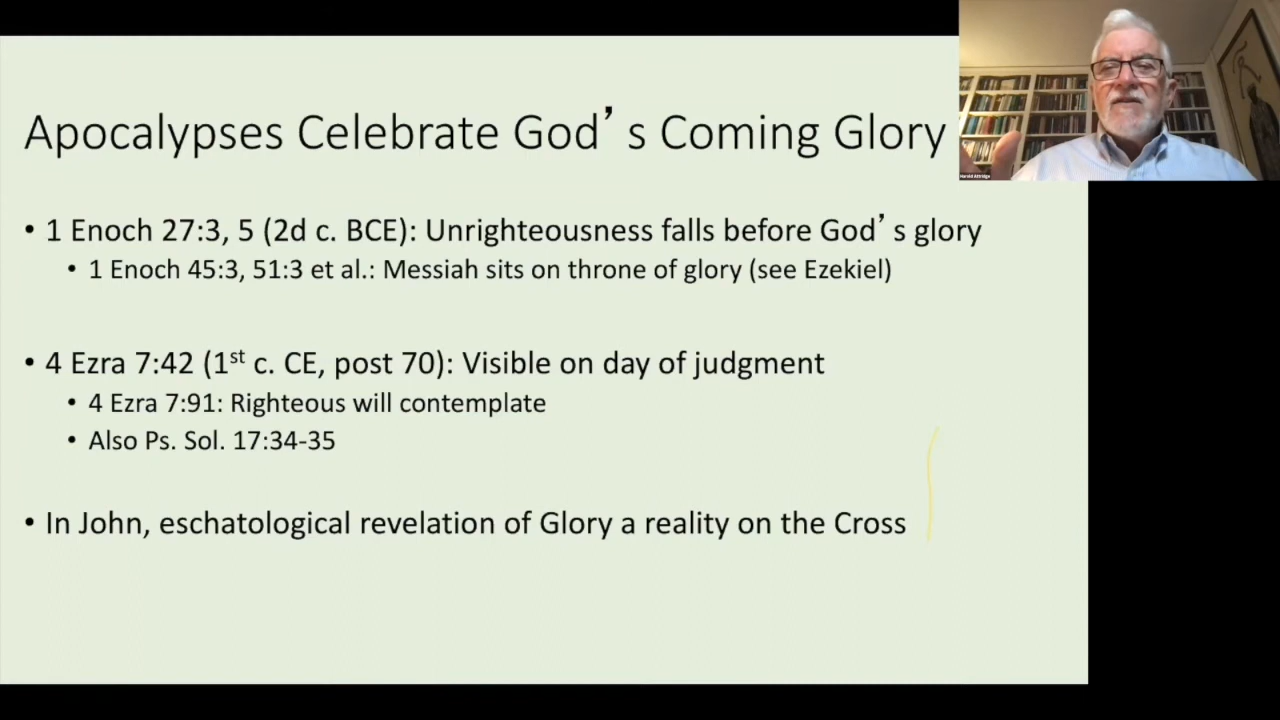 Apocalypses Celebrate God’s Coming Glory
Harold Attridge
• 1 Enoch 27:3, 5 (2d c. BCE): Unrighteousness falls before God’s glory
• 1 Enoch 45:3, 51:3 et al.: Messiah sits on throne of glory (see Ezekiel)
• 4 Ezra 7:42 (1st c. CE, post 70): Visible on day of judgment
• 4 Ezra 7:91: Righteous will contemplate
• Also Ps. Sol. 17:34-35
• In John, eschatological revelation of Glory a reality on the Cross